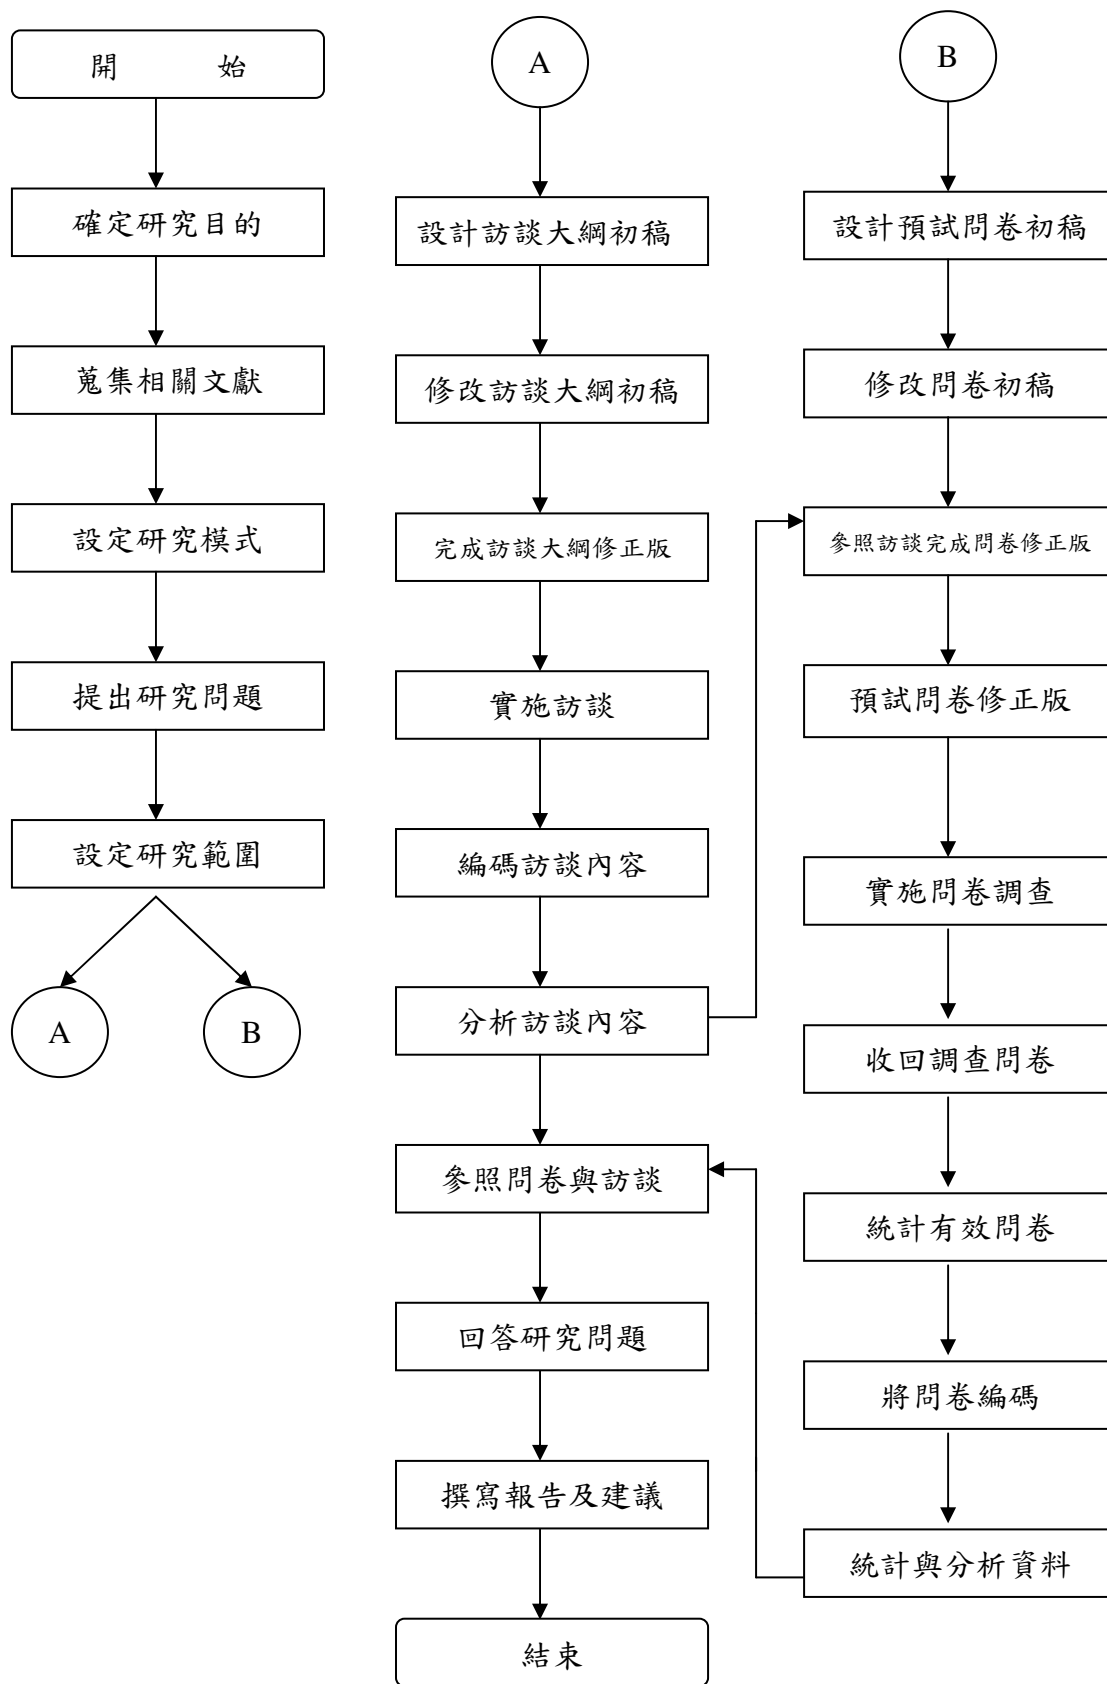 開 始
確定研究目的
蒐集相關文獻
設定研究模式
提出研究問題
設定研究範圍
A
B
A
設計訪談大綱初稿
修改訪談大綱初稿
完成訪談大綱修正版
實施訪談
編碼訪談內容
分析訪談內容
參照問卷與訪談
回答研究問題
撰寫報告及建議
結束
B
設計預試問卷初稿
修改問卷初稿
參照訪談完成問卷修正版
預試問卷修正版
實施問卷調查
收回調查問卷
統計有效問卷
將問卷編碼
統計與分析資料